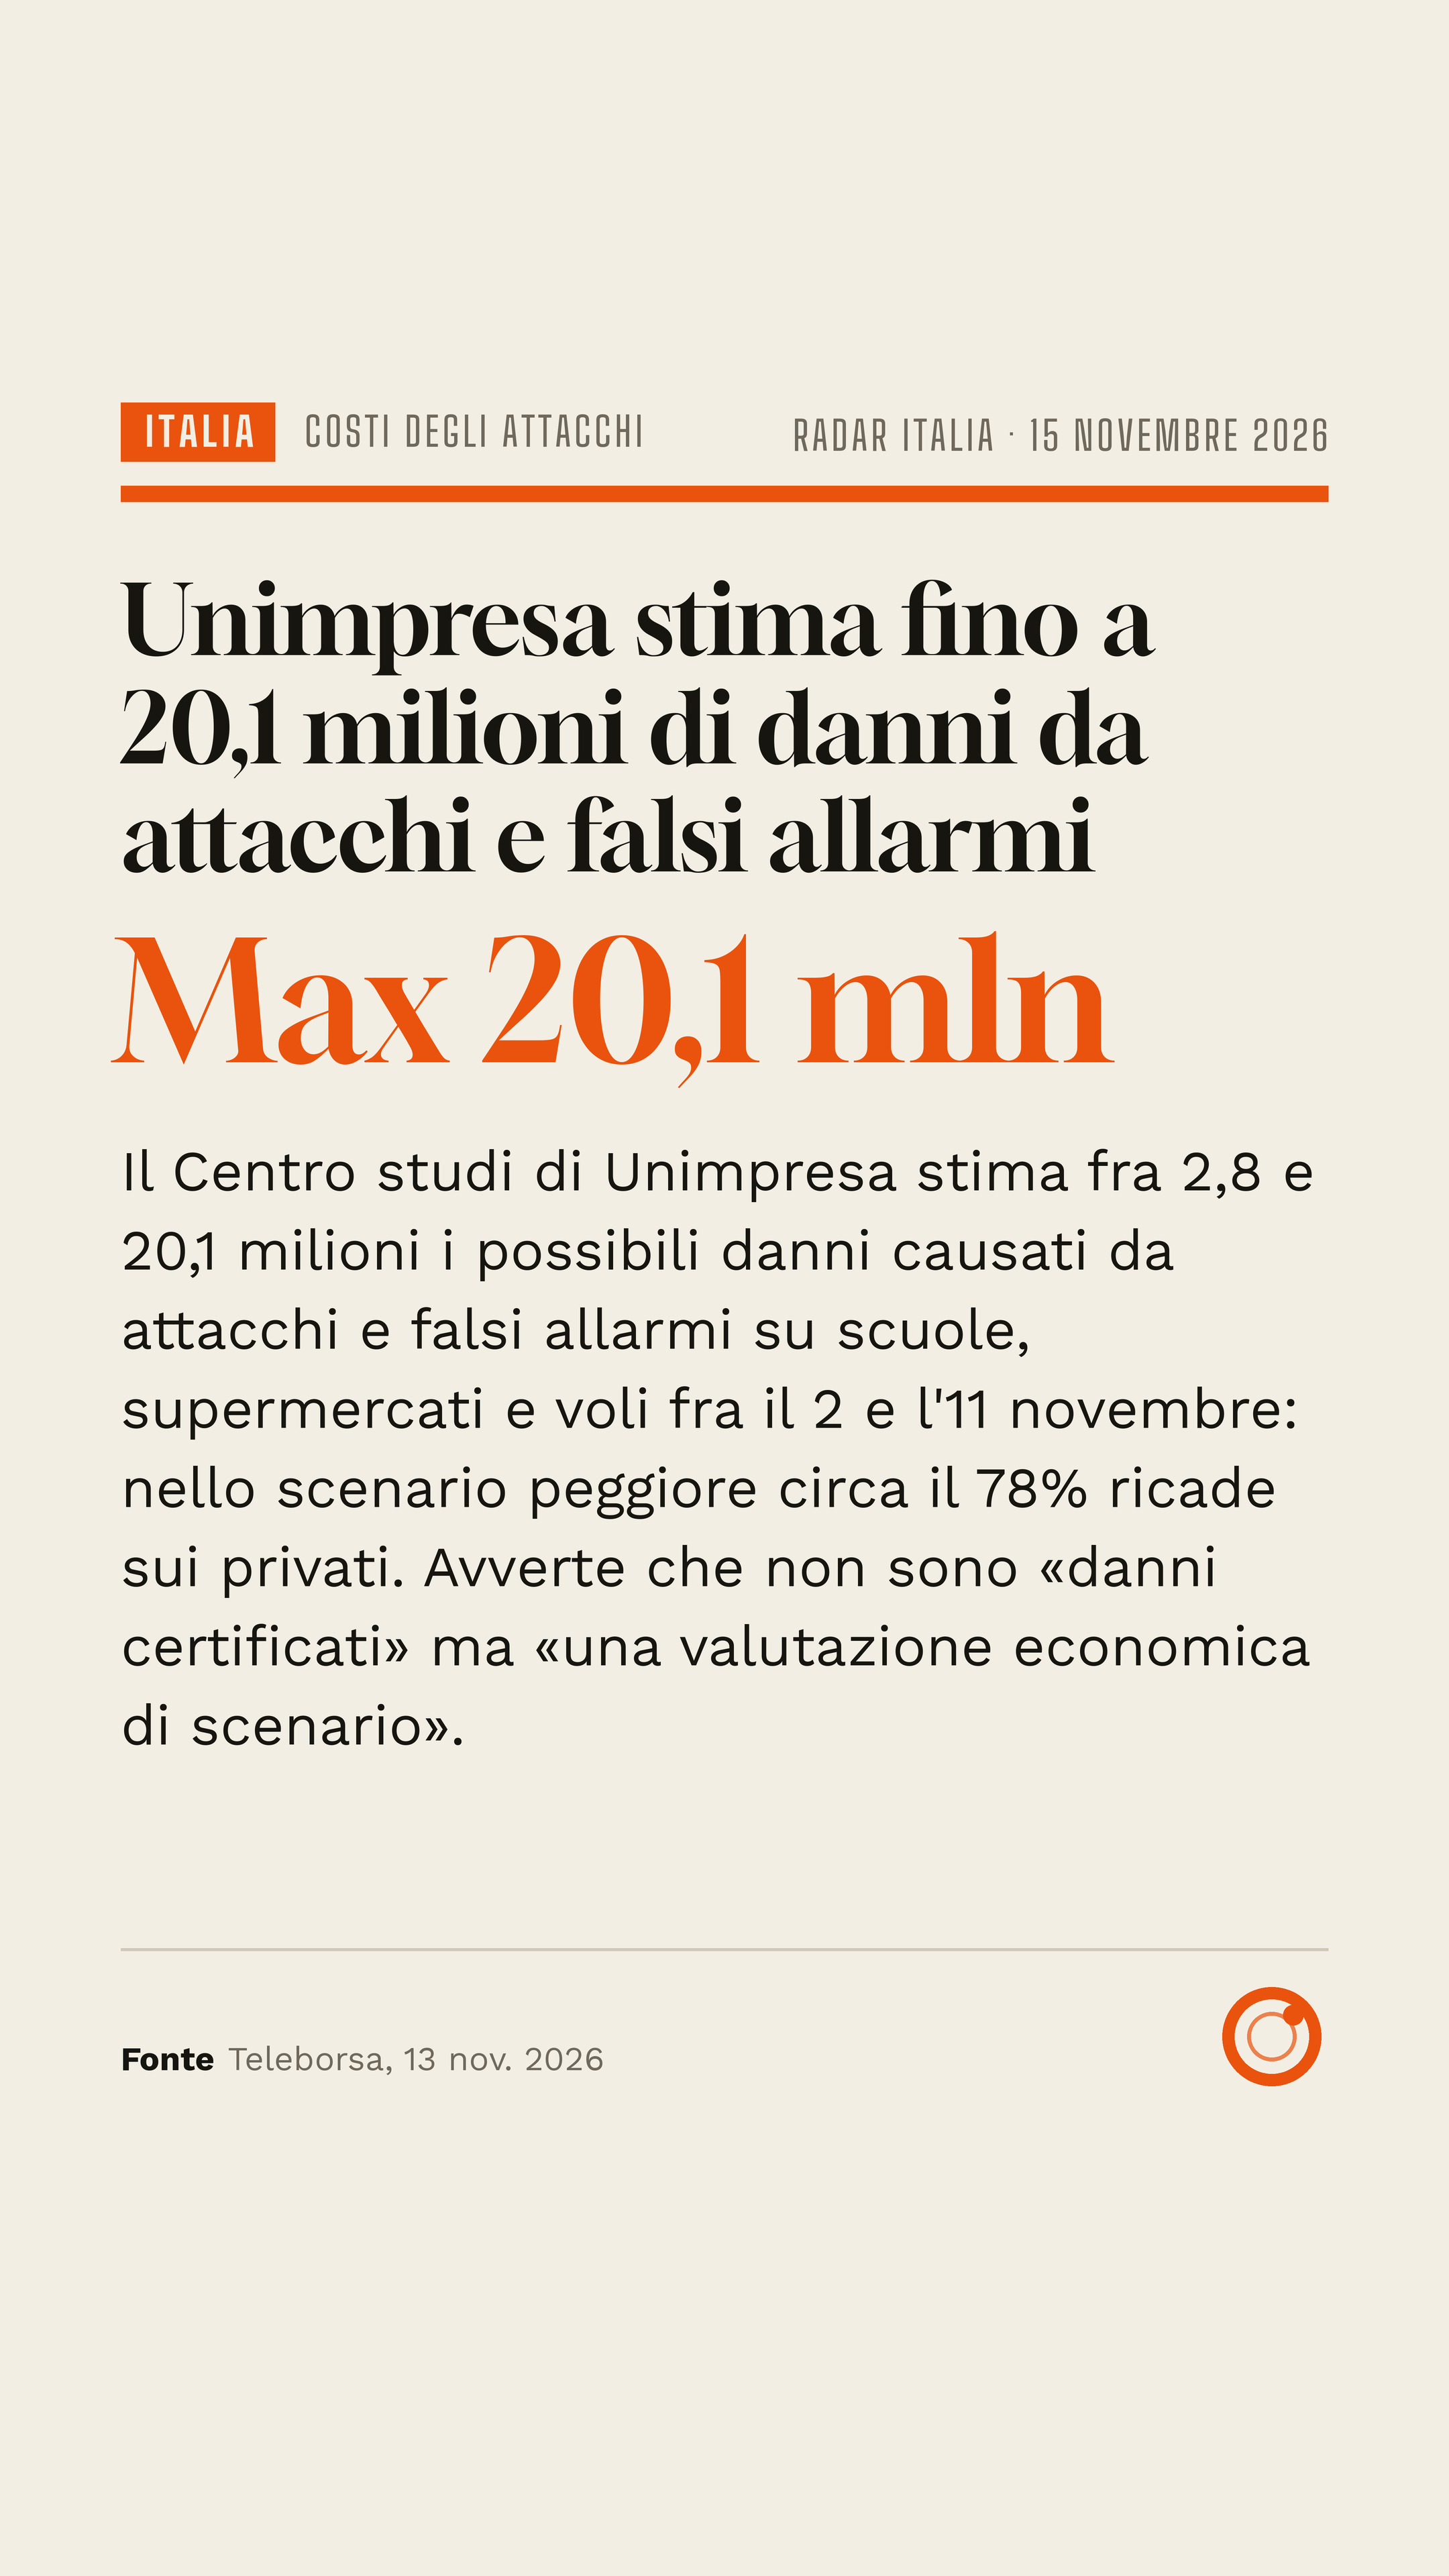 ITALIA COSTI DEGLI ATTACCHI RADAR ITALIA · 15 NOVEMBRE 2026
Unimpresa stima fino a
20,1 milioni di danni da
attacchi e falsi allarmi
Max 20,1 mln
Il Centro studi di Unimpresa stima fra 2,8 e
20,1 milioni i possibili danni causati da
attacchi e falsi allarmi su scuole,
supermercati e voli fra il 2 e l'11 novembre:
nello scenario peggiore circa il 78% ricade
sui privati. Avverte che non sono «danni
certificati» ma «una valutazione economica
di scenario».
Fonte Teleborsa, 13 nov. 2026